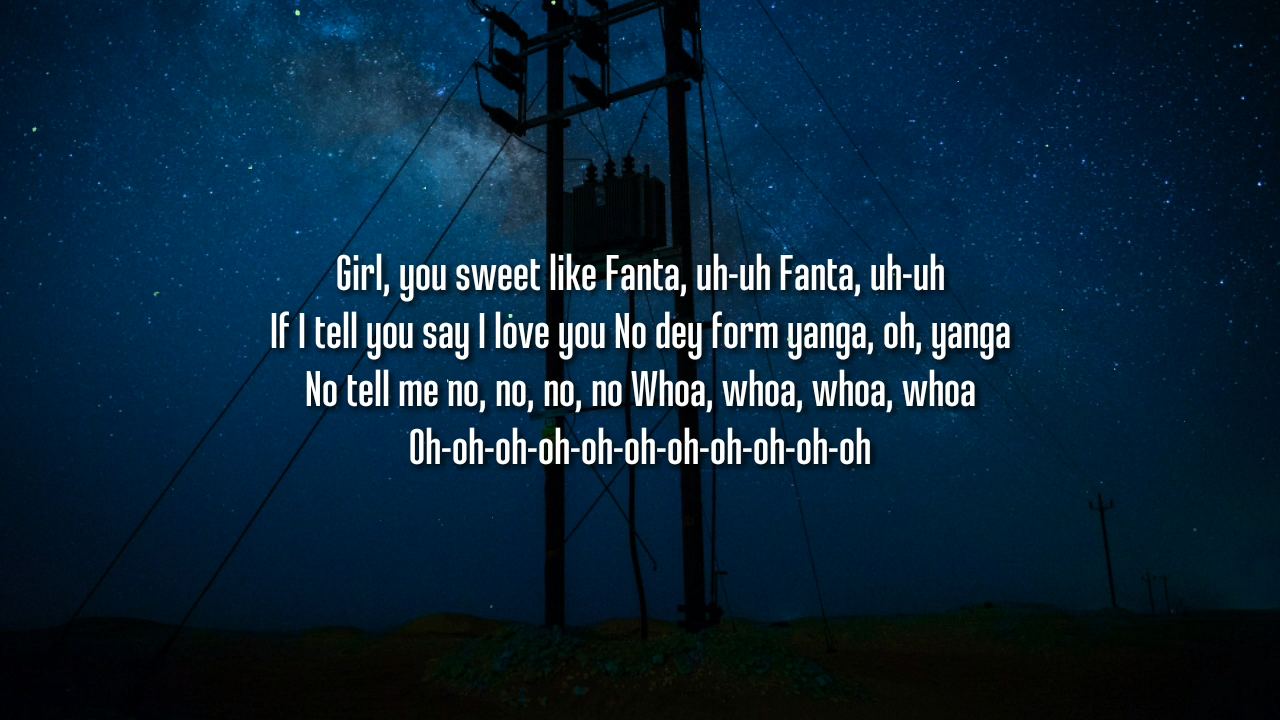 Girl, you sweet like Fanta, uh-uh Fanta, uh-uh
If I tell you say I love you No dey form yanga, oh, yanga
No tell me no, no, no, no Whoa, whoa, whoa, whoa
Oh-oh-oh-oh-oh-oh-oh-oh-oh-oh-oh